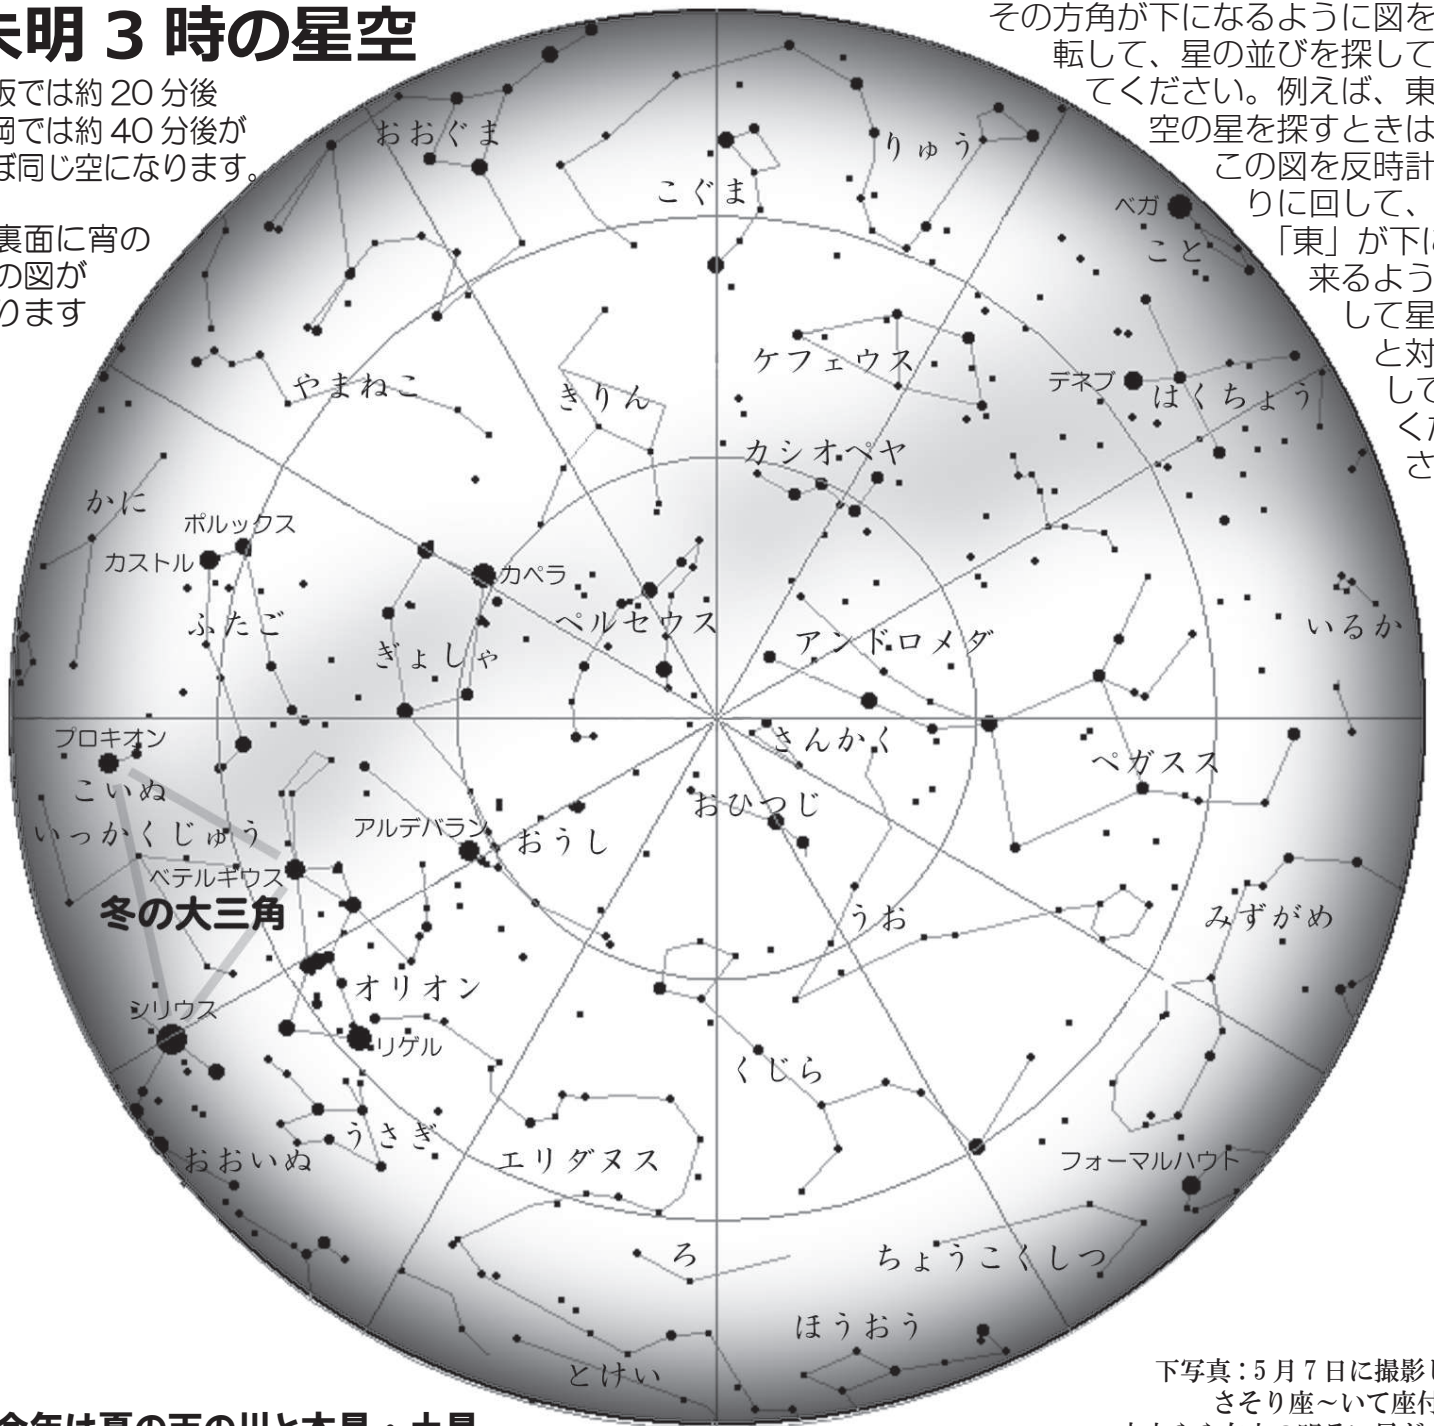 未明 3 時の星空
阪では約 20 分後
岡では約 40 分後が
ぼ同じ空になります。
裏面に宵の
の図が
ります
その方角が下になるように図を
転して、星の並びを探して
てください。例えば、東
空の星を探すときは
この図を反時計
りに回して、
「東」が下に
来るよう
して星
と対
して
くだ
さ
おおぐま
こぐま
りゅう
ベガ
こと
やまねこ
きりん
ケフェウス
デネブ
はくちょう
カシオペヤ
かに
ポルックス
カストル
カペラ
ふたご
ぎょしゃ
ペルセウス
アンドロメダ
いるか
プロキオン
こいぬ
さんかく
ペガスス
いっかくじゅう
アルデバラン
おうし
おひつじ
ベテルギウス
冬の大三角
うお
みずがめ
オリオン
シリウス
リゲル
くじら
うさぎ
おおいぬ
エリダヌス
フォーマルハウト
ろ
ちょうこくしつ
ほうおう
とけい
下写真：5 月 7 日に撮影し
さそり座～いて座付
今年は夏の天の川と木星・土星